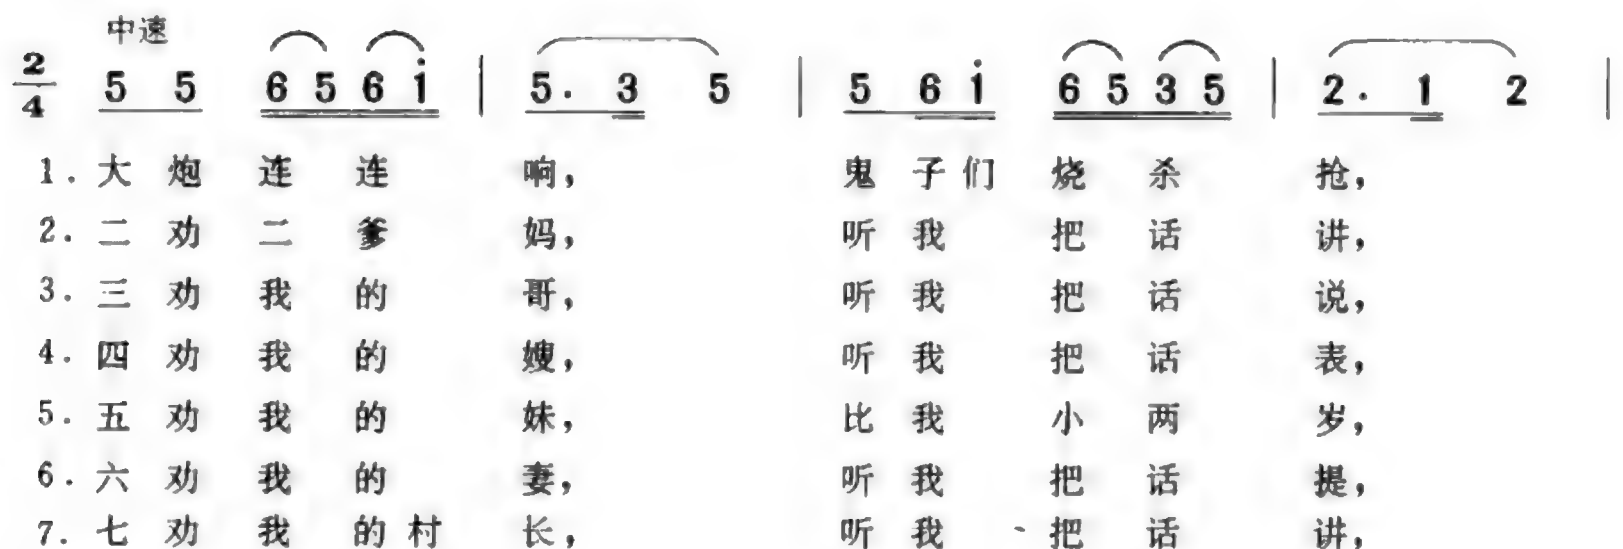 中速
2/4 5 5 6 5 6 i | 5. 3 5 | 5 6 i 6 5 3 5 | 2. 1 2 |
1. 大炮连连响, 鬼子们烧杀抢,
2. 二劝二爹妈, 听我把话讲,
3. 三劝我的哥, 听我把话说,
4. 四劝我的嫂, 听我把话表,
5. 五劝我的妹, 比我小两岁,
6. 六劝我的妻, 听我把话提,
7. 七劝我的村长, 听我把话讲,